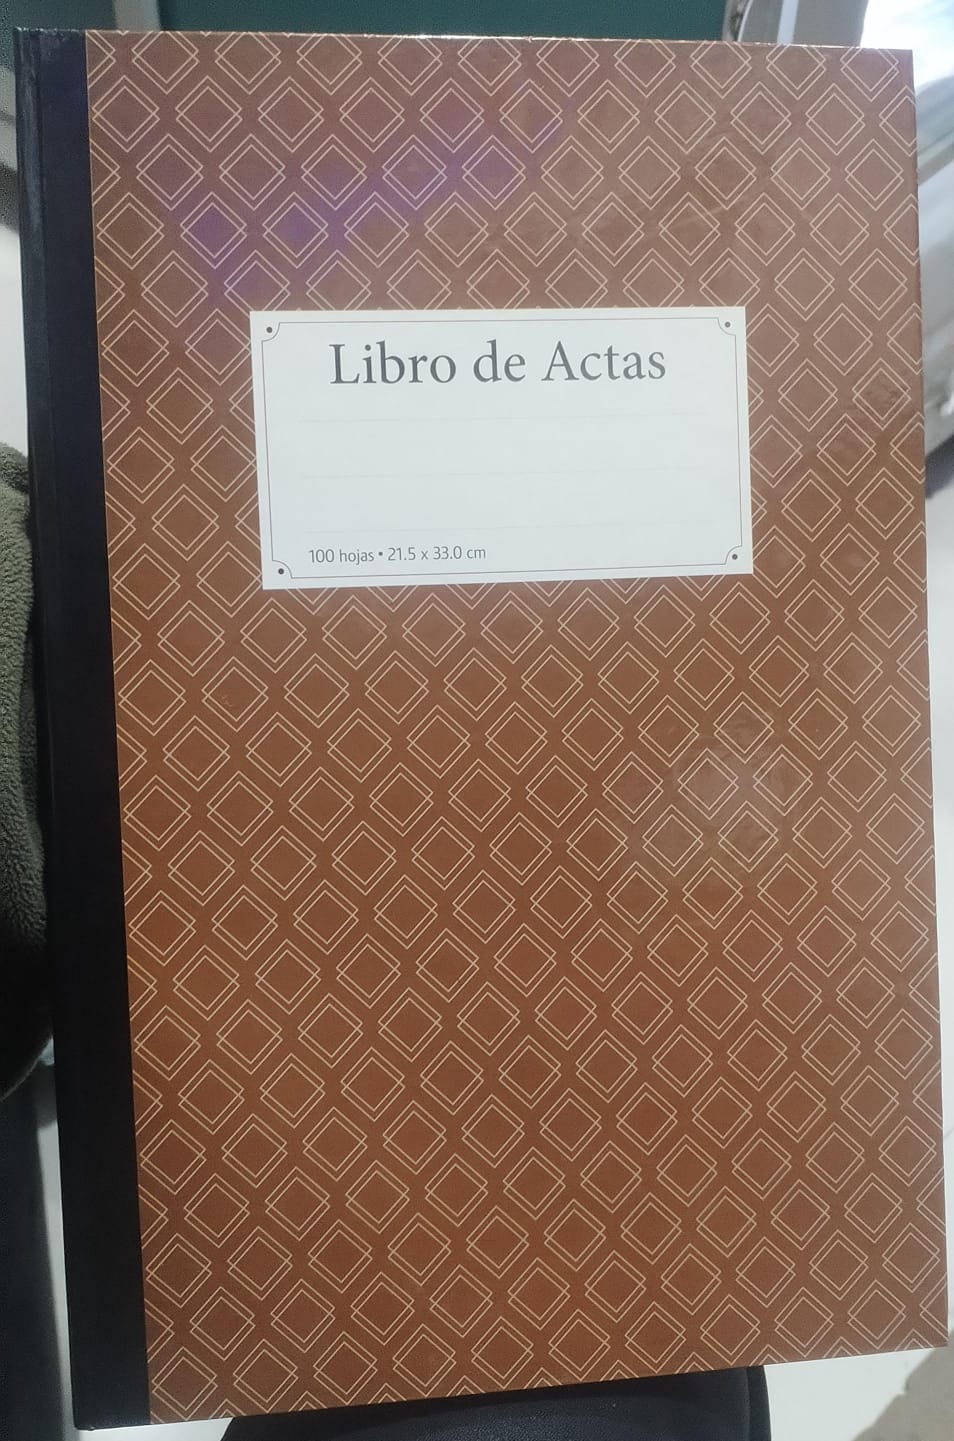 Libro de Actas
100 hojas • 21.5 x 33.0 cm